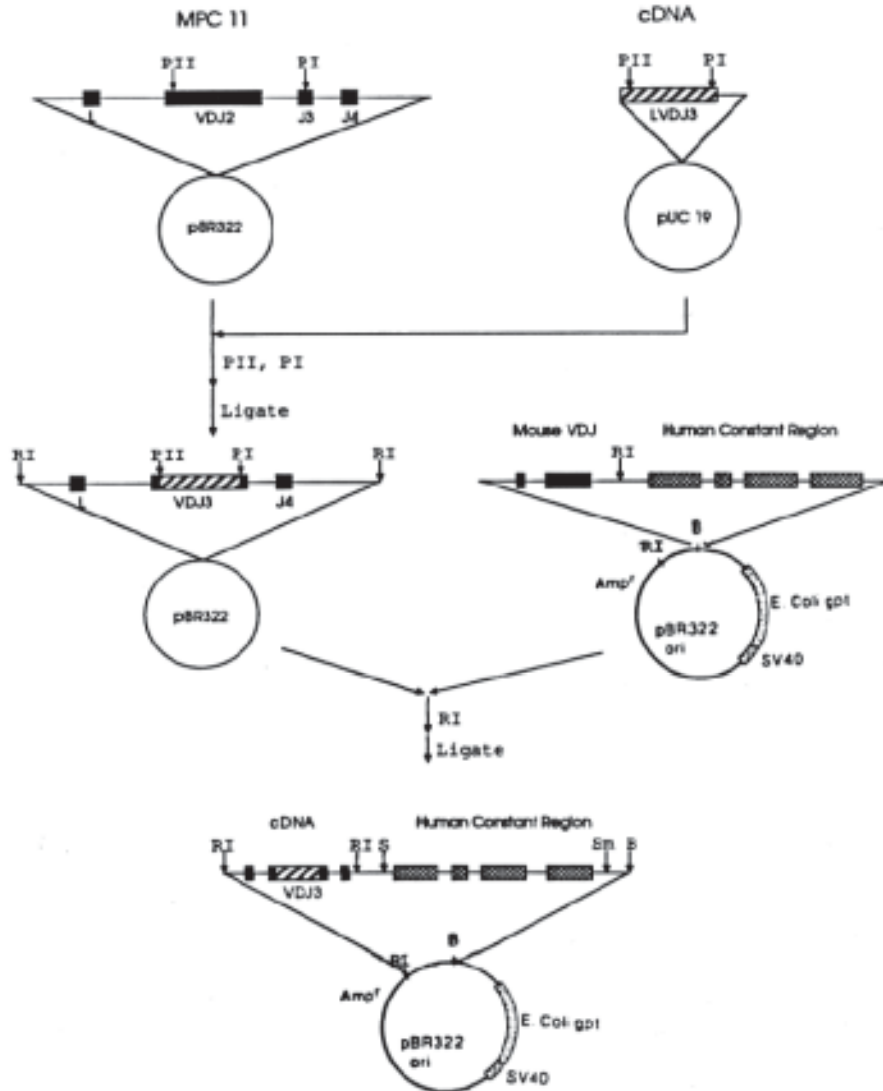 MPC 11 cDNA
PII PI PII PI
L VDJ2 J3 J4 LVDJ3
pBR322 pUC 19
PII, PI
Ligate
Mouse VDJ Human Constant Region
RI PII PI RI RI
L VDJ3 J4
B
RI
Ampʳ
pBR322 E. Coli gpt
pBR322
ori
SV40
RI
Ligate
cDNA Human Constant Region
RI RI S Sm B
VDJ3
B
RI
Ampʳ
E. Coli gpt
pBR322
ori
SV40